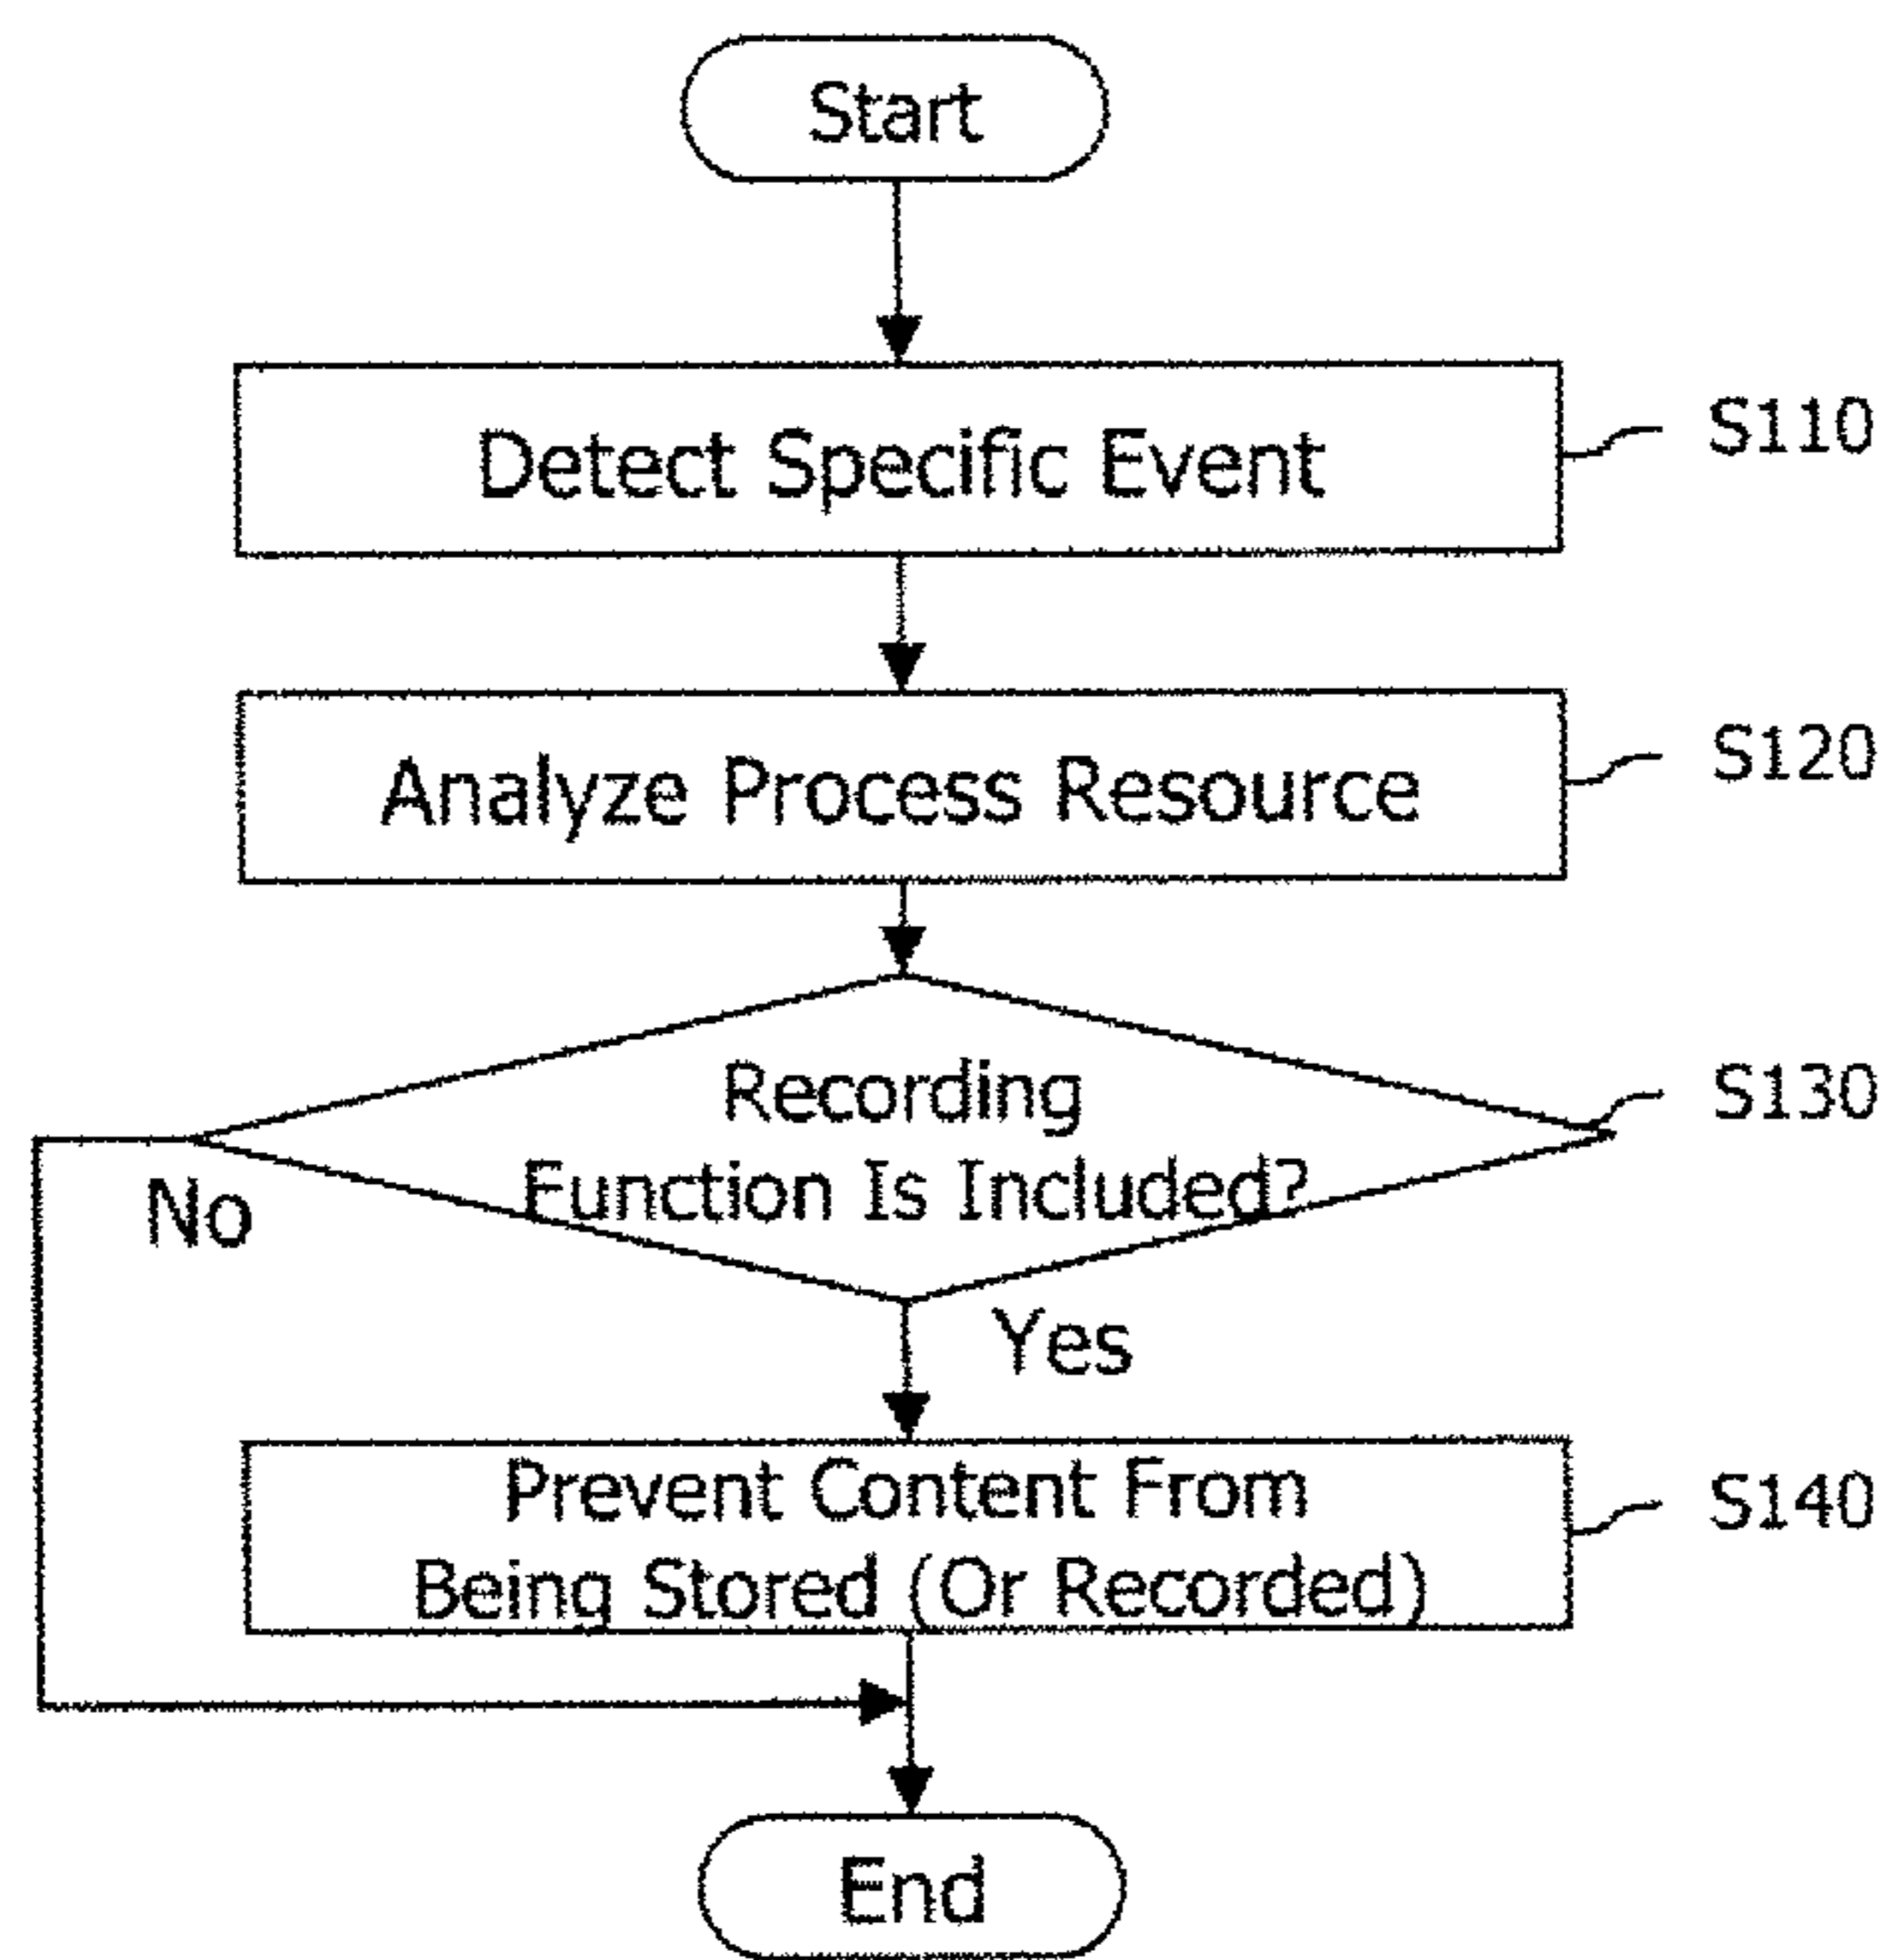 Start
Detect Specific Event
S110
Analyze Process Resource
S120
Recording
Function Is Included?
S130
No
Yes
Prevent Content From
Being Stored (Or Recorded)
S140
End